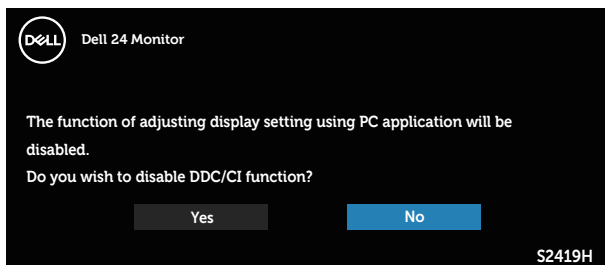 DELL
Dell 24 Monitor
The function of adjusting display setting using PC application will be
disabled.
Do you wish to disable DDC/CI function?
Yes
No
S2419H